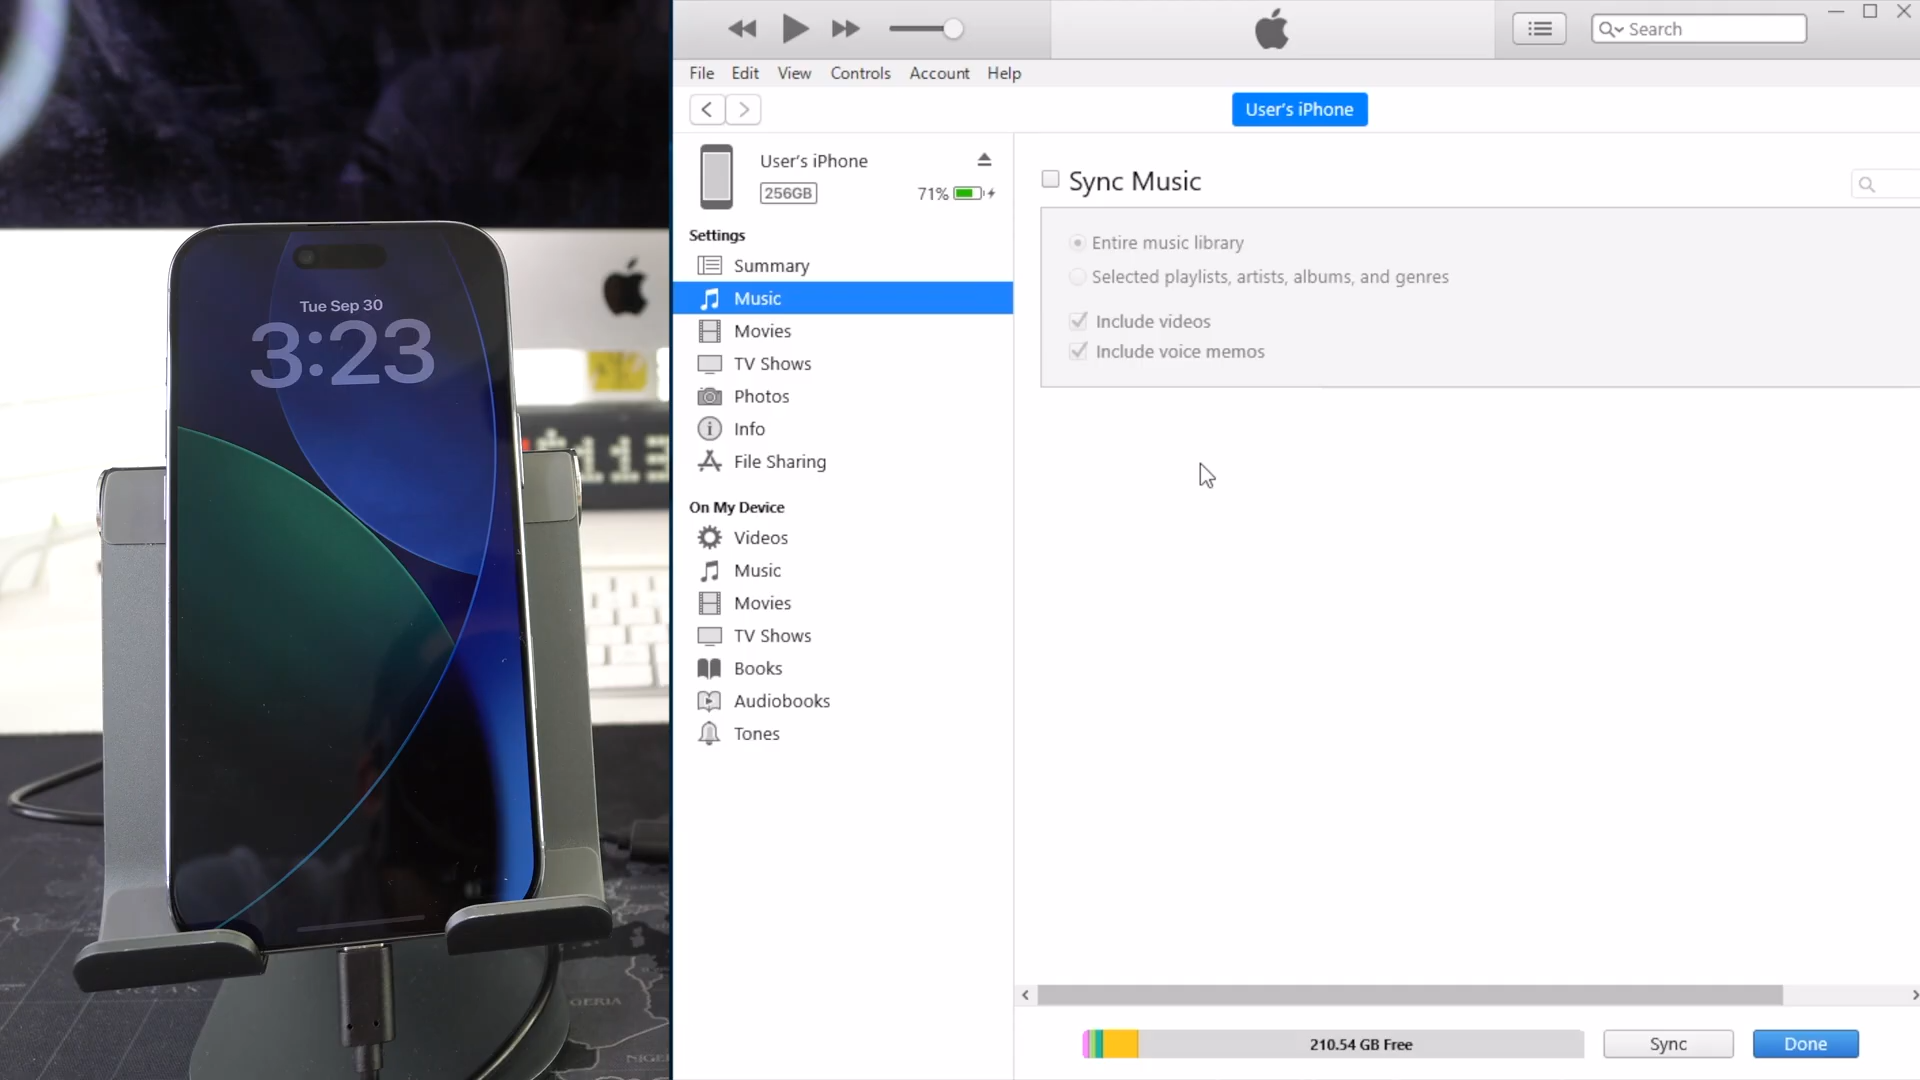 Tue Sep 30
3:23
113
NIGERIA
Search
File Edit View Controls Account Help
User's iPhone
User's iPhone
256GB
71%
Settings
Summary
Music
Movies
TV Shows
Photos
Info
File Sharing
On My Device
Videos
Music
Movies
TV Shows
Books
Audiobooks
Tones
Sync Music
Entire music library
Selected playlists, artists, albums, and genres
Include videos
Include voice memos
210.54 GB Free
Sync
Done